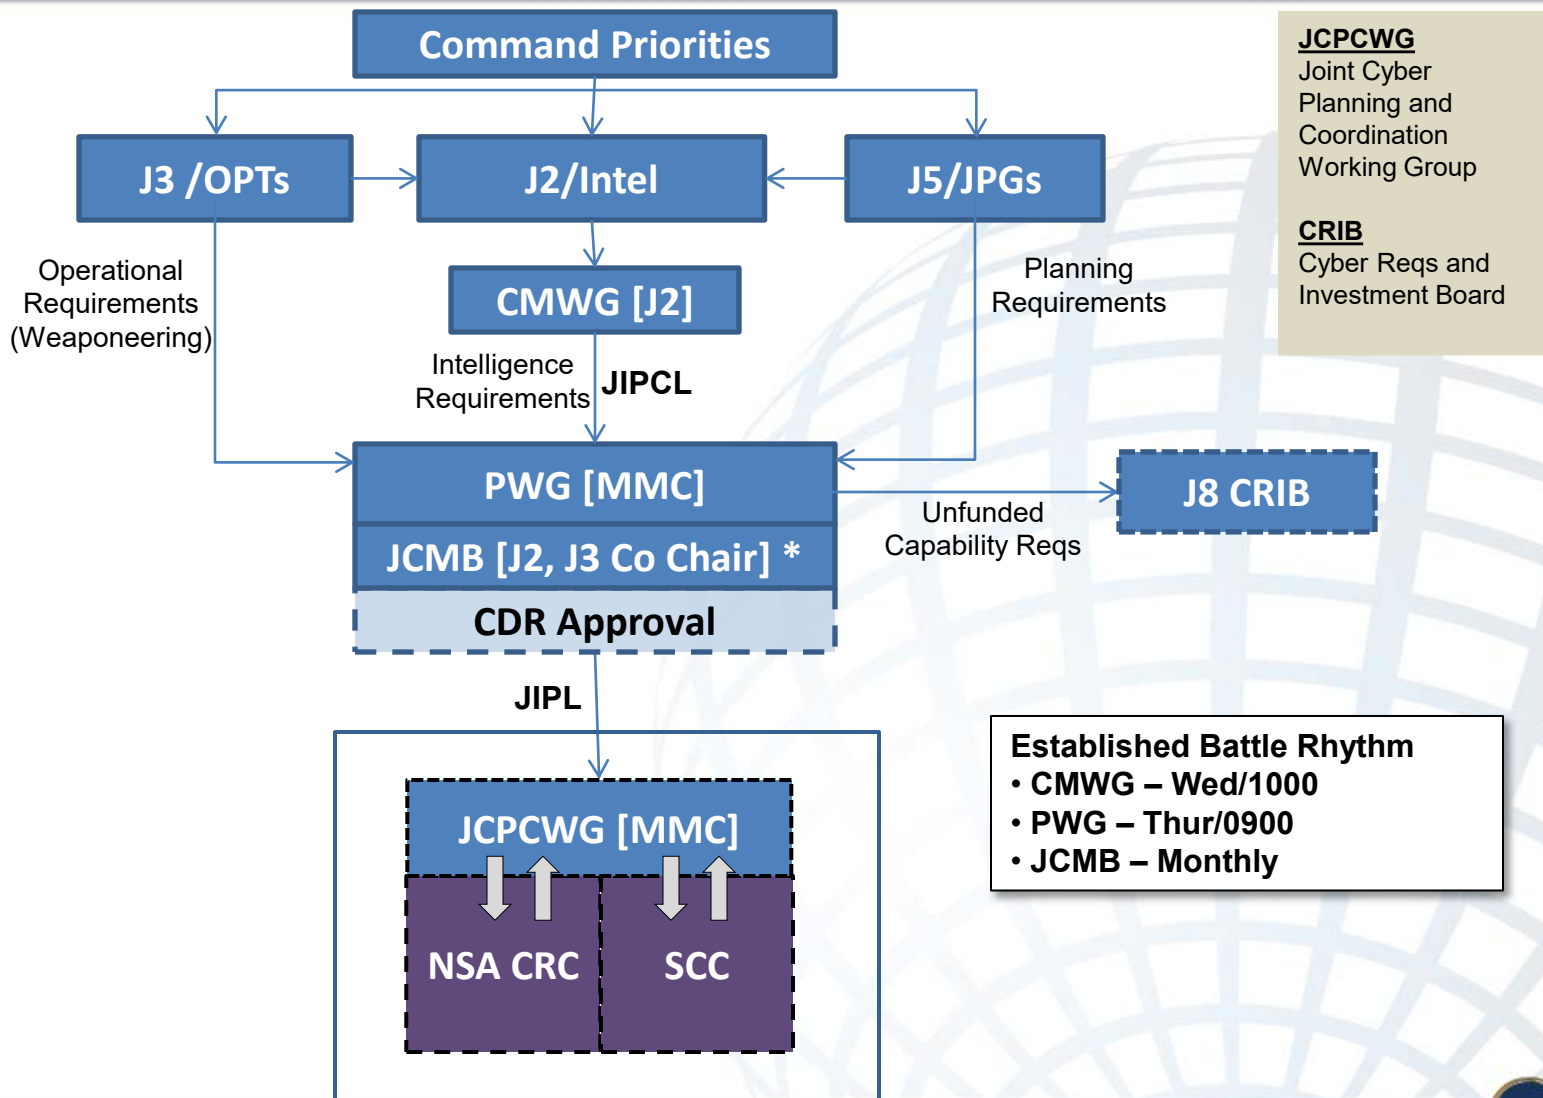 Command Priorities
JCPCWG
Joint Cyber
Planning and
Coordination
Working Group
CRIB
Cyber Reqs and
Investment Board
J3 /OPTs
J2/Intel
J5/JPGs
Operational
Requirements
(Weaponeering)
CMWG [J2]
Planning
Requirements
Intelligence
Requirements
JIPCL
PWG [MMC]
J8 CRIB
Unfunded
Capability Reqs
JCMB [J2, J3 Co Chair] *
CDR Approval
JIPL
Established Battle Rhythm
• CMWG – Wed/1000
• PWG – Thur/0900
• JCMB – Monthly
JCPCWG [MMC]
NSA CRC
SCC